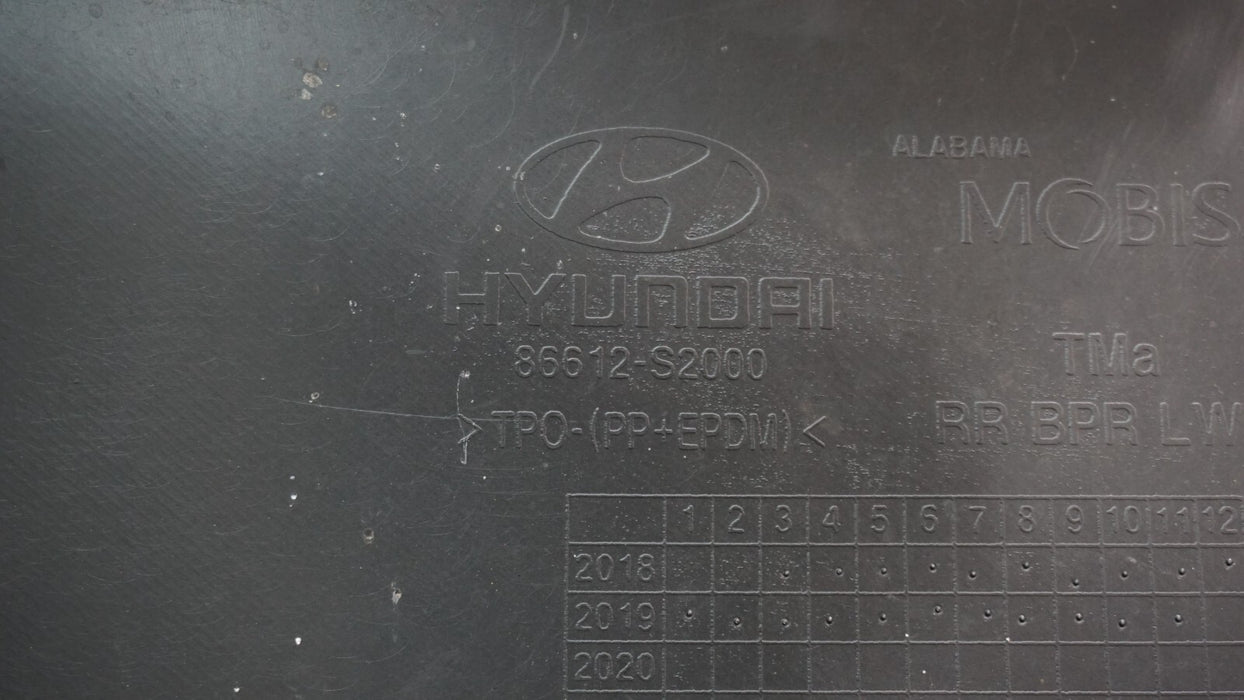 ALABAMA
MOBIS
HYUNDAI
86612-S2000
TMa
>TPO-(PP+EPDM)<
RR BPR LW
1 2 3 4 5 6 7 8 9 10 11 12
2018
2019
2020